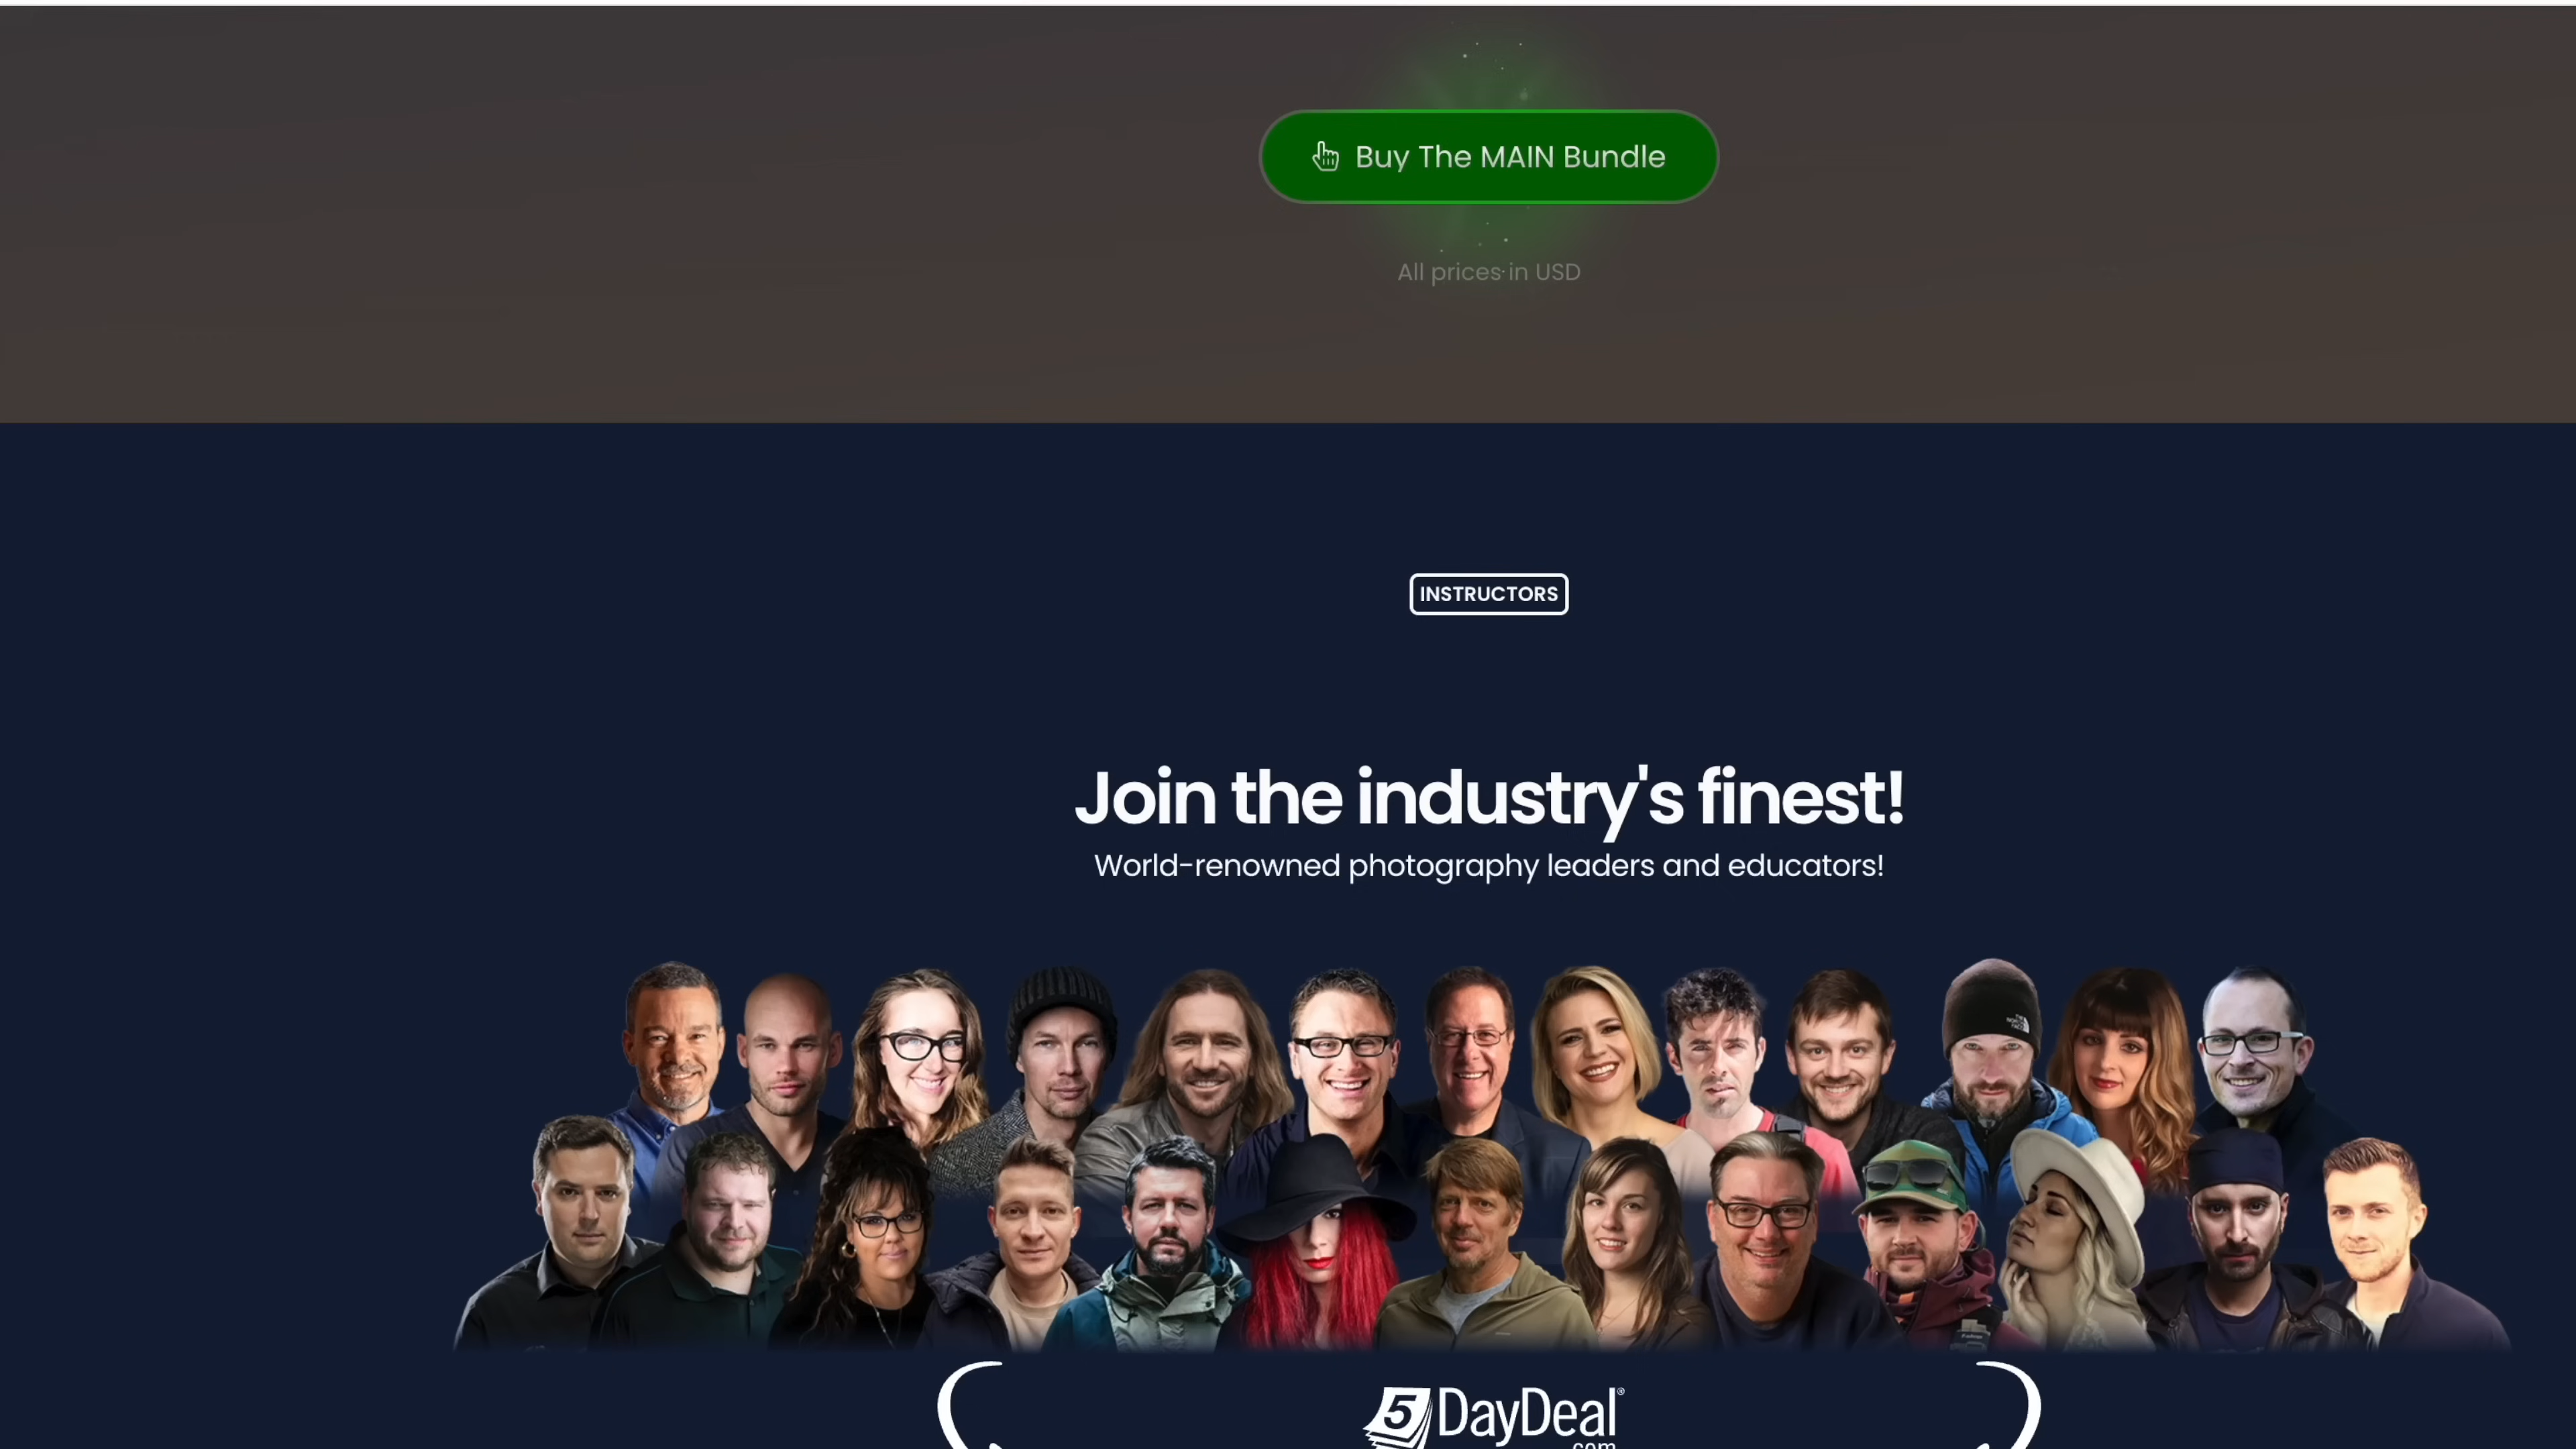 Buy The MAIN Bundle
All prices in USD
INSTRUCTORS
Join the industry's finest!
World-renowned photography leaders and educators!
5DayDeal®